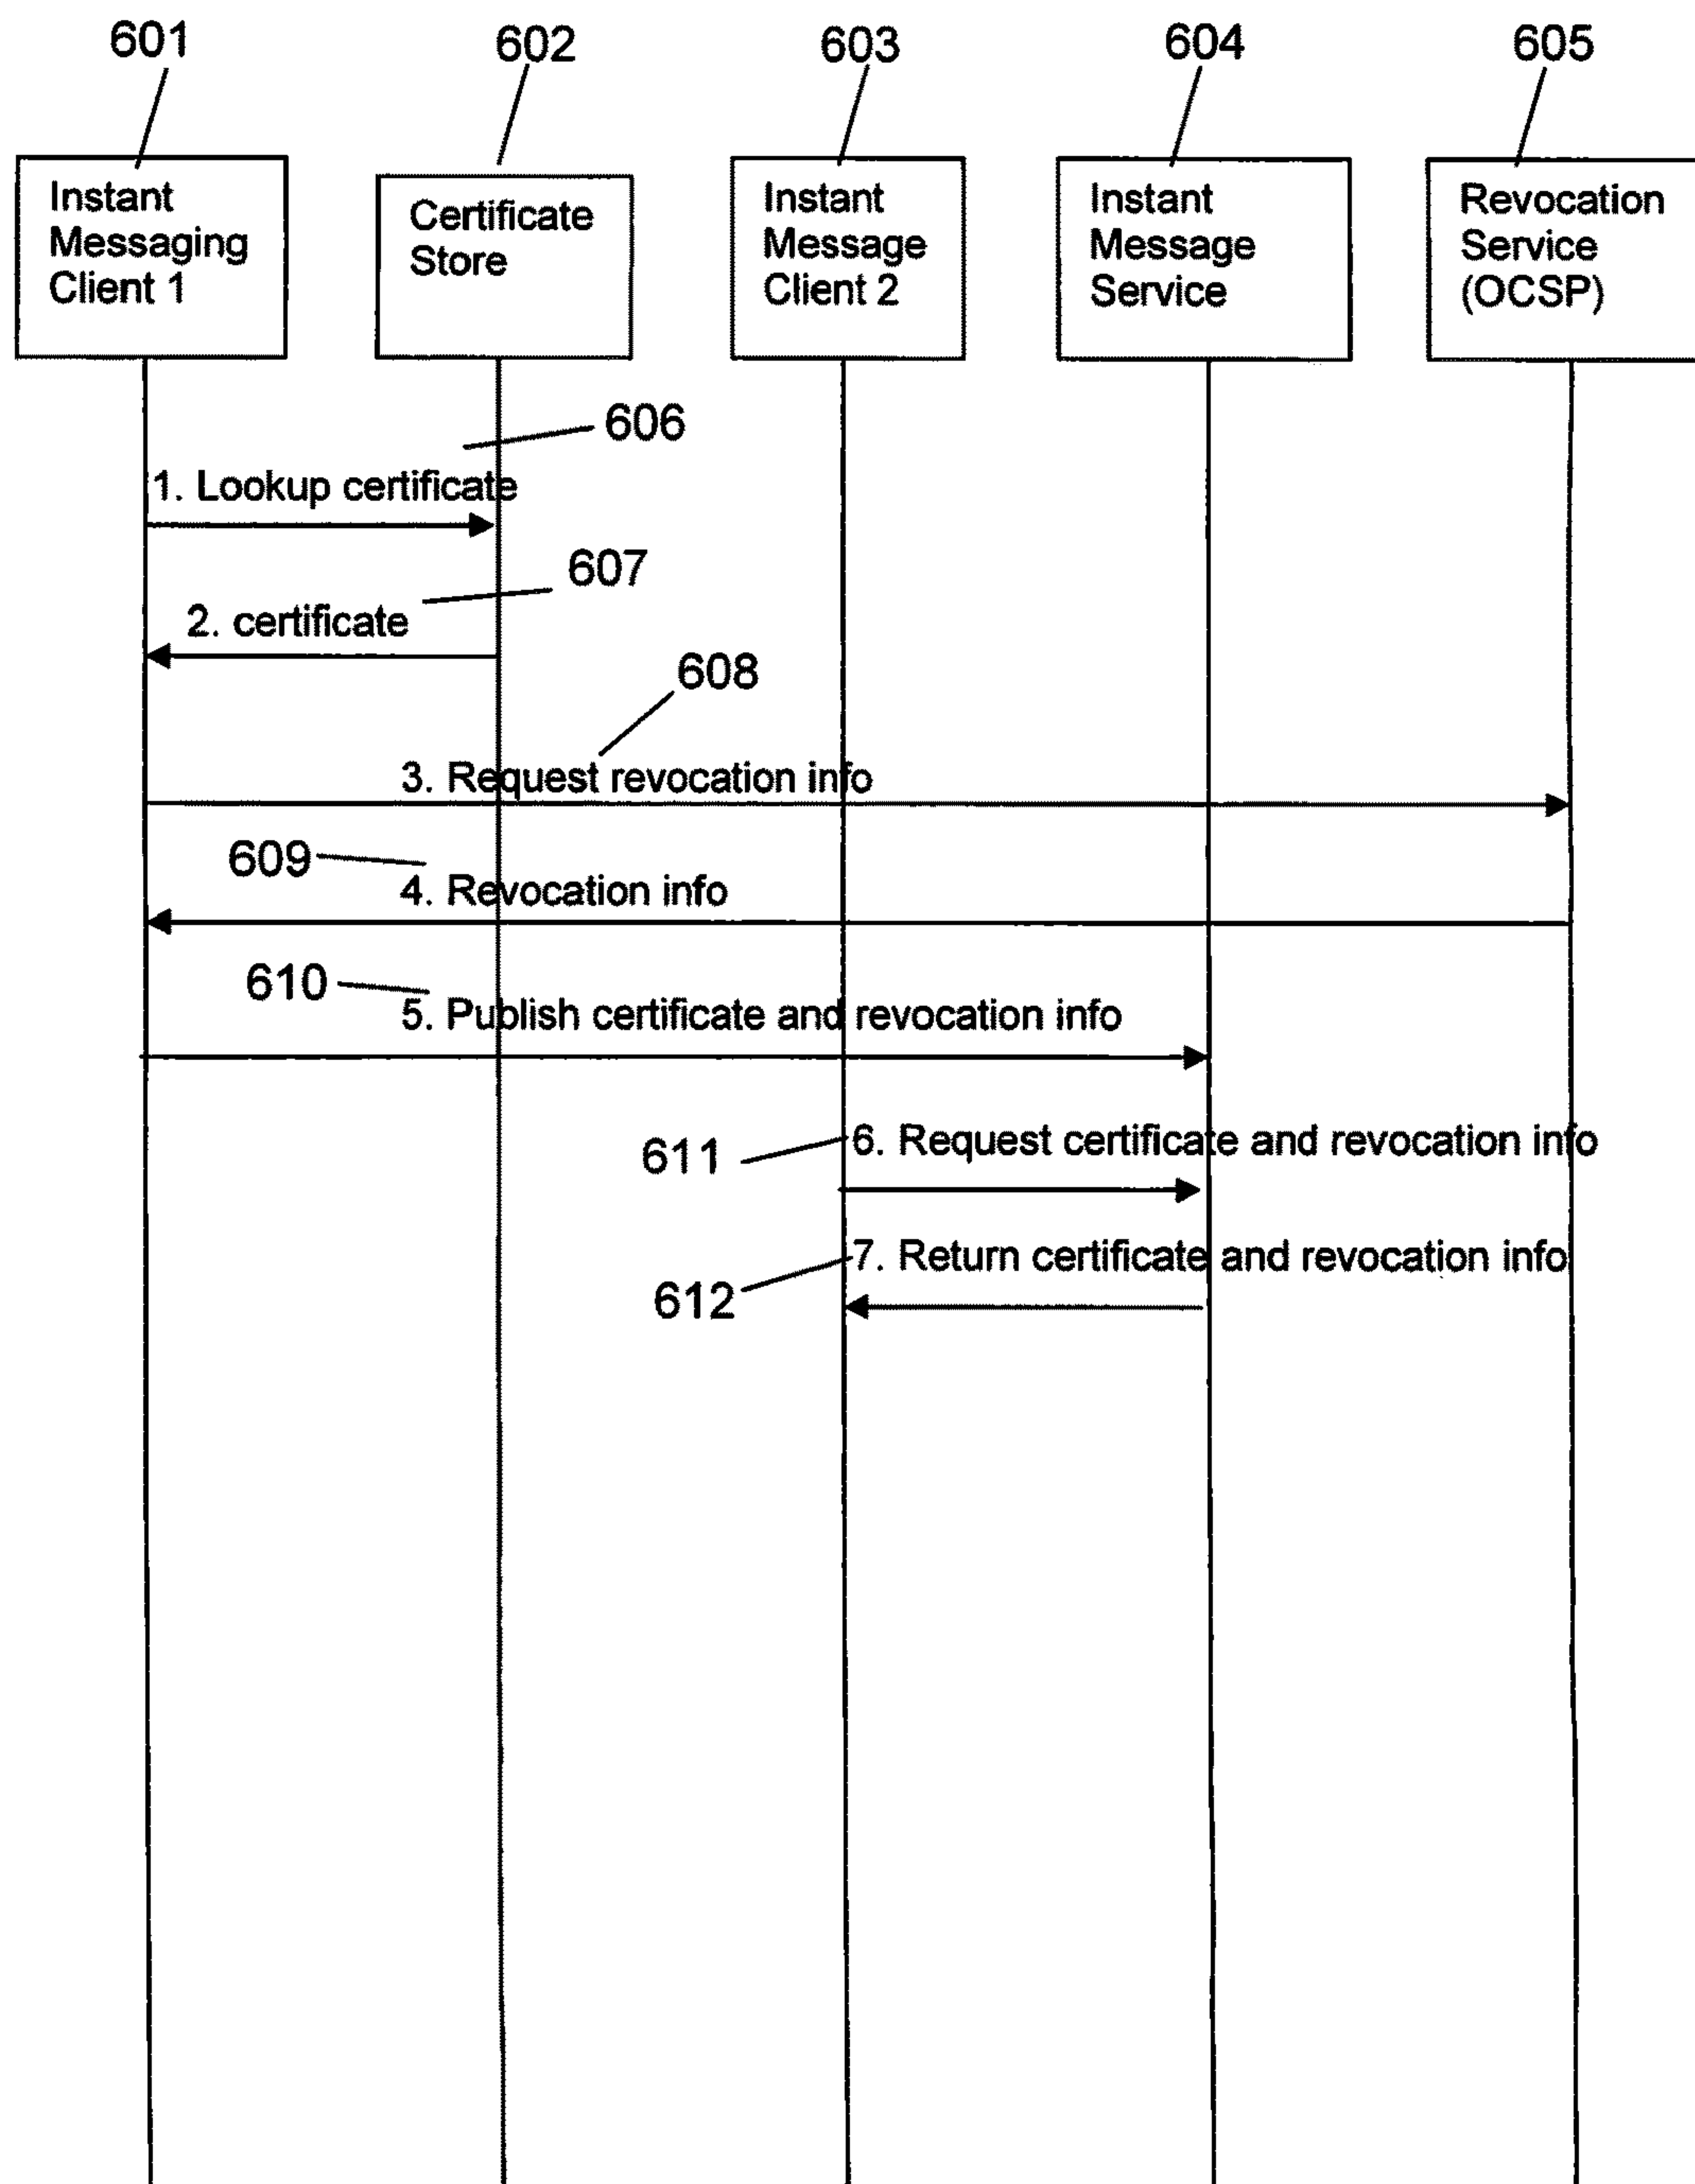 601
602
603
604
605
Instant
Messaging
Client 1
Certificate
Store
Instant
Message
Client 2
Instant
Message
Service
Revocation
Service
(OCSP)
606
1. Lookup certificate
607
2. certificate
608
3. Request revocation info
609
4. Revocation info
610
5. Publish certificate and revocation info
611
6. Request certificate and revocation info
7. Return certificate and revocation info
612